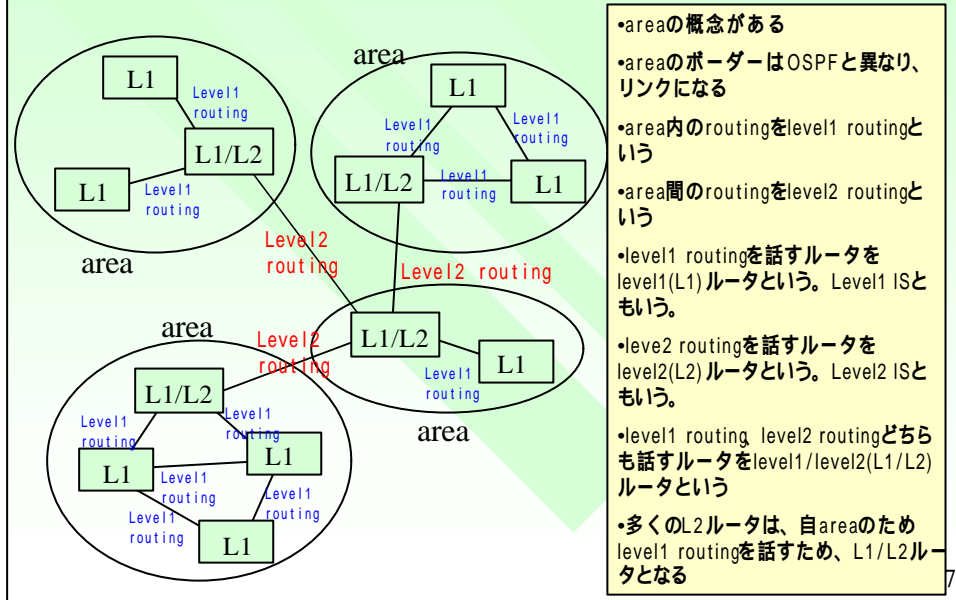 area
L1
Level1
routing
L1/L2
L1
Level1
routing
area
area
L1
Level1
routing
Level1
routing
L1/L2
Level1
routing
L1
Level2
routing
Level2 routing
area
L1/L2
L1
Level1
routing
area
Level2
routing
L1/L2
Level1
routing
Level1
routing
L1
L1
Level1
routing
Level1
routing
Level1
routing
L1
•areaの概念がある
•areaのボーダーはOSPFと異なり、
リンクになる
•area内のroutingをlevel1 routingと
いう
•area間のroutingをlevel2 routingと
いう
•level1 routingを話すルータを
level1(L1)ルータという。Level1 ISと
もいう。
•leve2 routingを話すルータを
level2(L2)ルータという。Level2 ISと
もいう。
•level1 routing, level2 routingどちら
も話すルータをlevel1/level2(L1/L2)
ルータという
•多くのL2ルータは、自areaのため
level1 routingを話すため、L1/L2ルー
タとなる
7